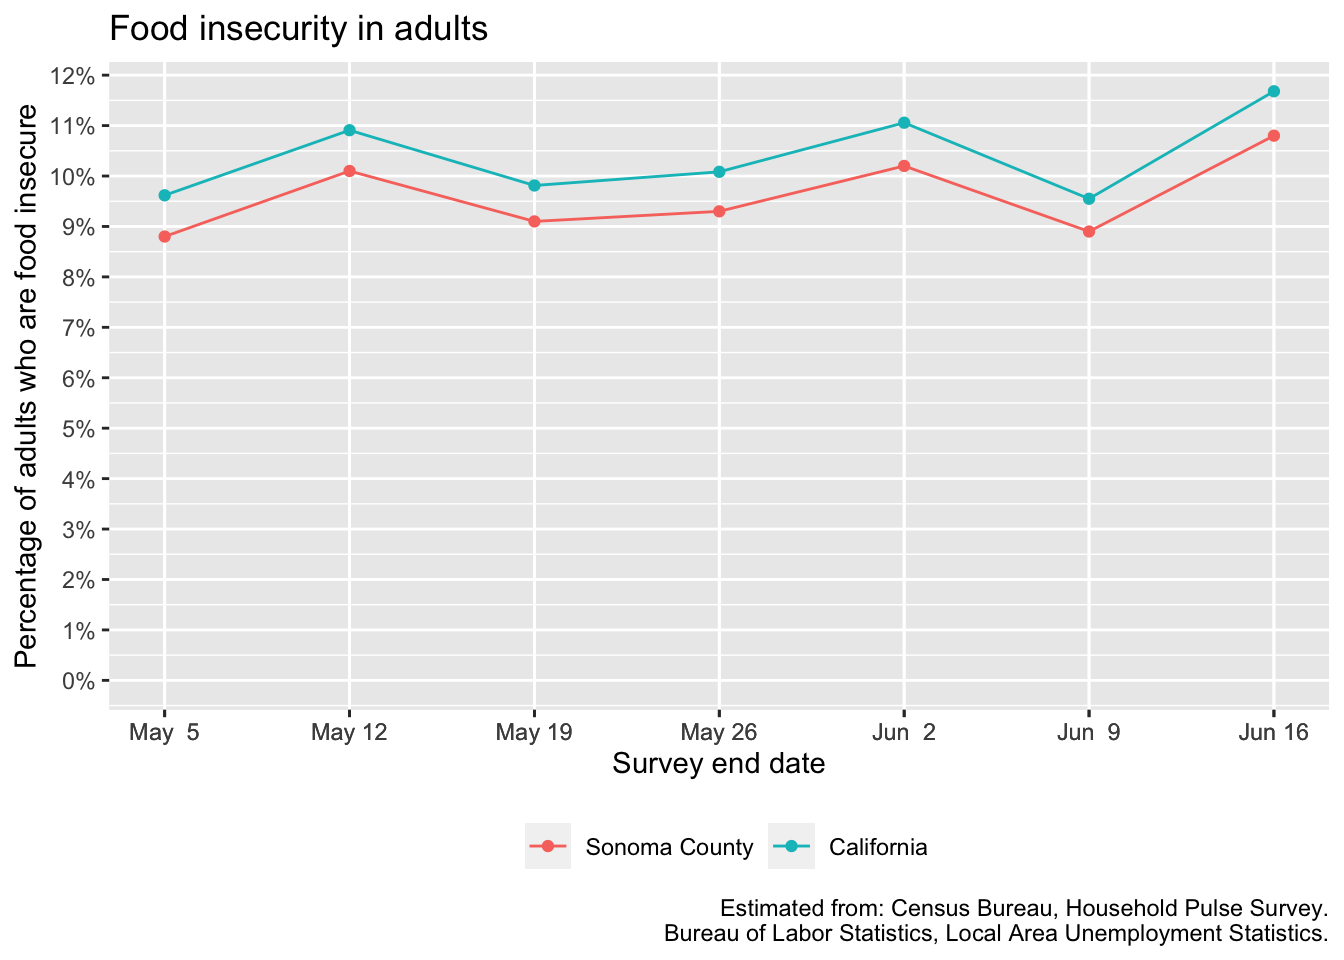 Food insecurity in adults
Percentage of adults who are food insecure
12%
11%
10%
9%
8%
7%
6%
5%
4%
3%
2%
1%
0%
May  5
May 12
May 19
May 26
Jun  2
Jun  9
Jun 16
Survey end date
Sonoma County
California
Estimated from: Census Bureau, Household Pulse Survey.
Bureau of Labor Statistics, Local Area Unemployment Statistics.